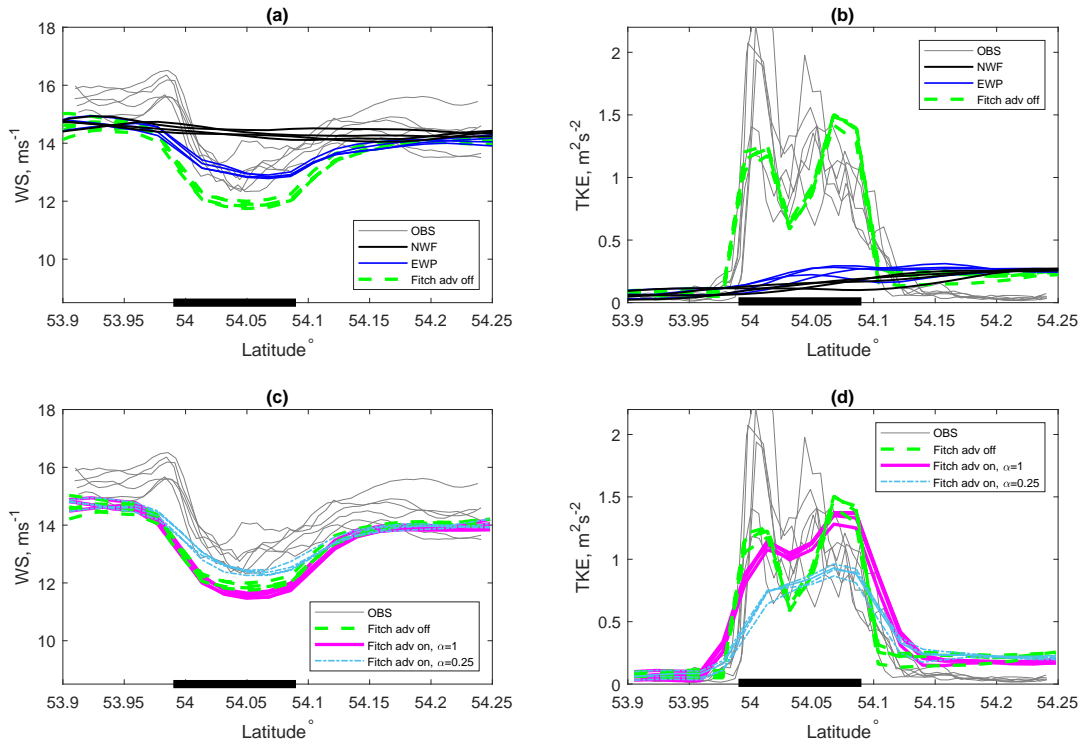 (a)
18
16
14
12
10
WS, ms⁻¹
OBS
NWF
EWP
Fitch adv off
53.9 53.95 54 54.05 54.1 54.15 54.2 54.25
Latitude°
(b)
2
1.5
1
0.5
0
TKE, m²s⁻²
OBS
NWF
EWP
Fitch adv off
53.9 53.95 54 54.05 54.1 54.15 54.2 54.25
Latitude°
(c)
18
16
14
12
10
WS, ms⁻¹
OBS
Fitch adv off
Fitch adv on, α=1
Fitch adv on, α=0.25
53.9 53.95 54 54.05 54.1 54.15 54.2 54.25
Latitude°
(d)
2
1.5
1
0.5
0
TKE, m²s⁻²
OBS
Fitch adv off
Fitch adv on, α=1
Fitch adv on, α=0.25
53.9 53.95 54 54.05 54.1 54.15 54.2 54.25
Latitude°